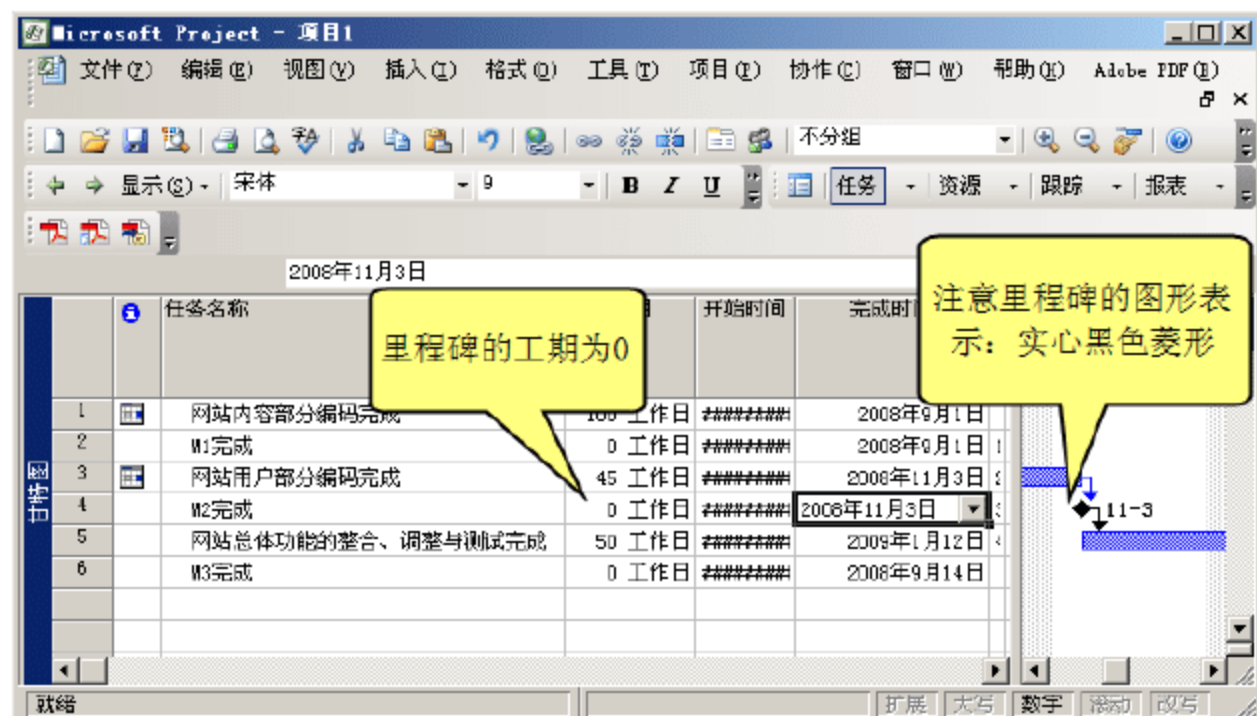 Microsoft Project - 项目1
文件(F) 编辑(E) 视图(V) 插入(I) 格式(O) 工具(T) 项目(P) 协作(C) 窗口(W) 帮助(H) Adobe PDF(B)
不分组
显示(S) 宋体 9 B I U 任务 资源 跟踪 报表
2008年11月3日
任务名称 开始时间 完成时
里程碑的工期为0
注意里程碑的图形表
示：实心黑色菱形
1 网站内容部分编码完成 工作日 ######## 2008年9月1日
2 M1完成 0 工作日 ######## 2008年9月1日 1
3 网站用户部分编码完成 45 工作日 ######## 2008年11月3日
4 M2完成 0 工作日 ######## 2008年11月3日 11-3
5 网站总体功能的整合、调整与测试完成 50 工作日 ######## 2009年1月12日
6 M3完成 0 工作日 ######## 2008年9月14日
甘特图
就绪 扩展 大写 数字 滚动 改写